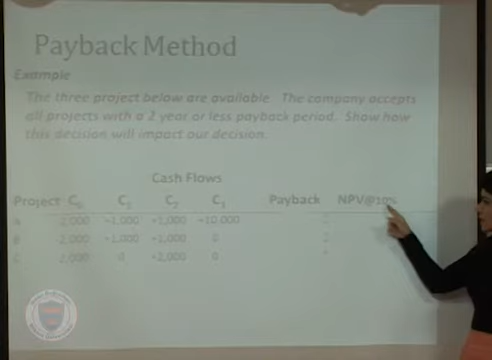 Payback Method
Example
The three project below are available. The company accepts
all projects with a 2 year or less payback period. Show how
this decision will impact our decision.
Cash Flows
Project C₀ C₁ C₂ C₃ Payback NPV@10%
A -2,000 +1,000 +1,000 +10,000
B -2,000 +1,000 +1,000 0
C -2,000 0 +2,000 0